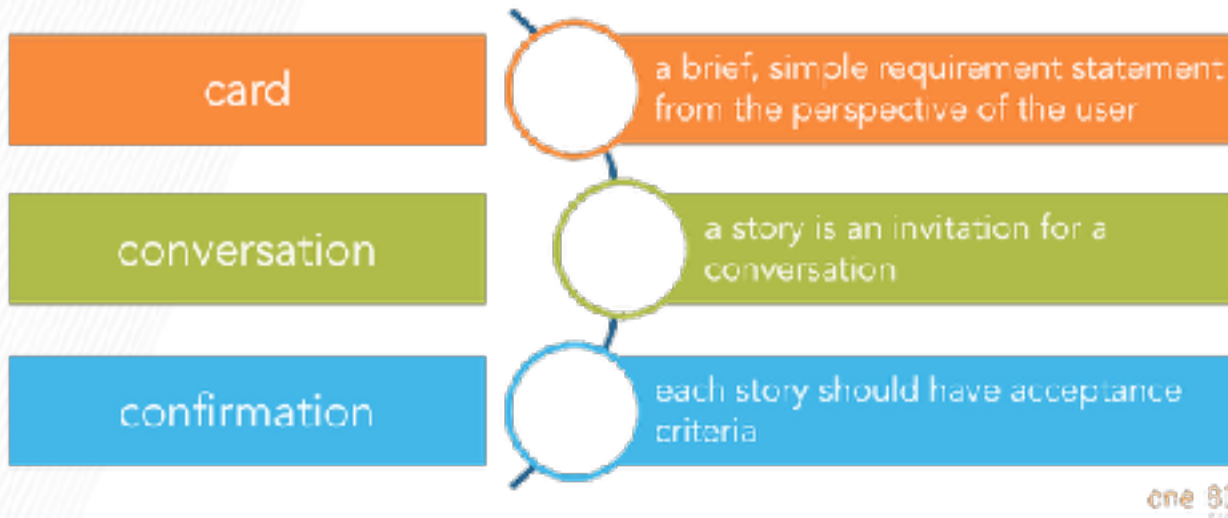 card
a brief, simple requirement statement
from the perspective of the user
conversation
a story is an invitation for a
conversation
confirmation
each story should have acceptance
criteria